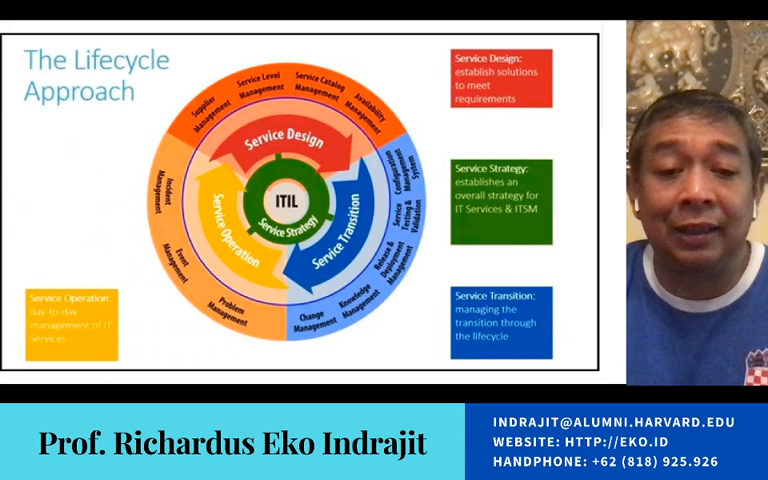 The Lifecycle
Approach
Supplier
Management
Service Level
Management
Service Catalog
Management
Availability
Management
System
Configuration
Management
Service
Testing &
Validation
Release &
Deployment
Management
Knowledge
Management
Change
Management
Problem
Management
Event
Management
Incident
Management
Service Design
Service Transition
Service Operation
ITIL
Service Strategy
Service Design:
establish solutions
to meet
requirements
Service Strategy:
establishes an
overall strategy for
IT Services & ITSM
Service Transition:
managing the
transition through
the lifecycle
Service Operation:
day-to-day
management of IT
Services
Prof. Richardus Eko Indrajit
INDRAJIT@ALUMNI.HARVARD.EDU
WEBSITE: HTTP://EKO.ID
HANDPHONE: +62 (818) 925.926